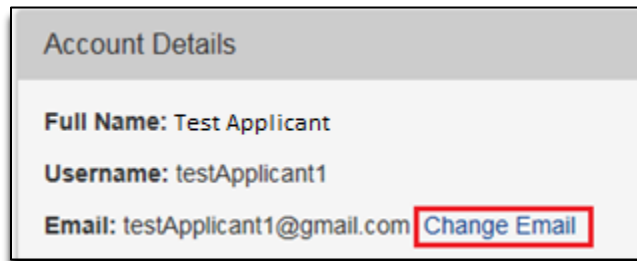 Account Details
Full Name: Test Applicant
Username: testApplicant1
Email: testApplicant1@gmail.com Change Email